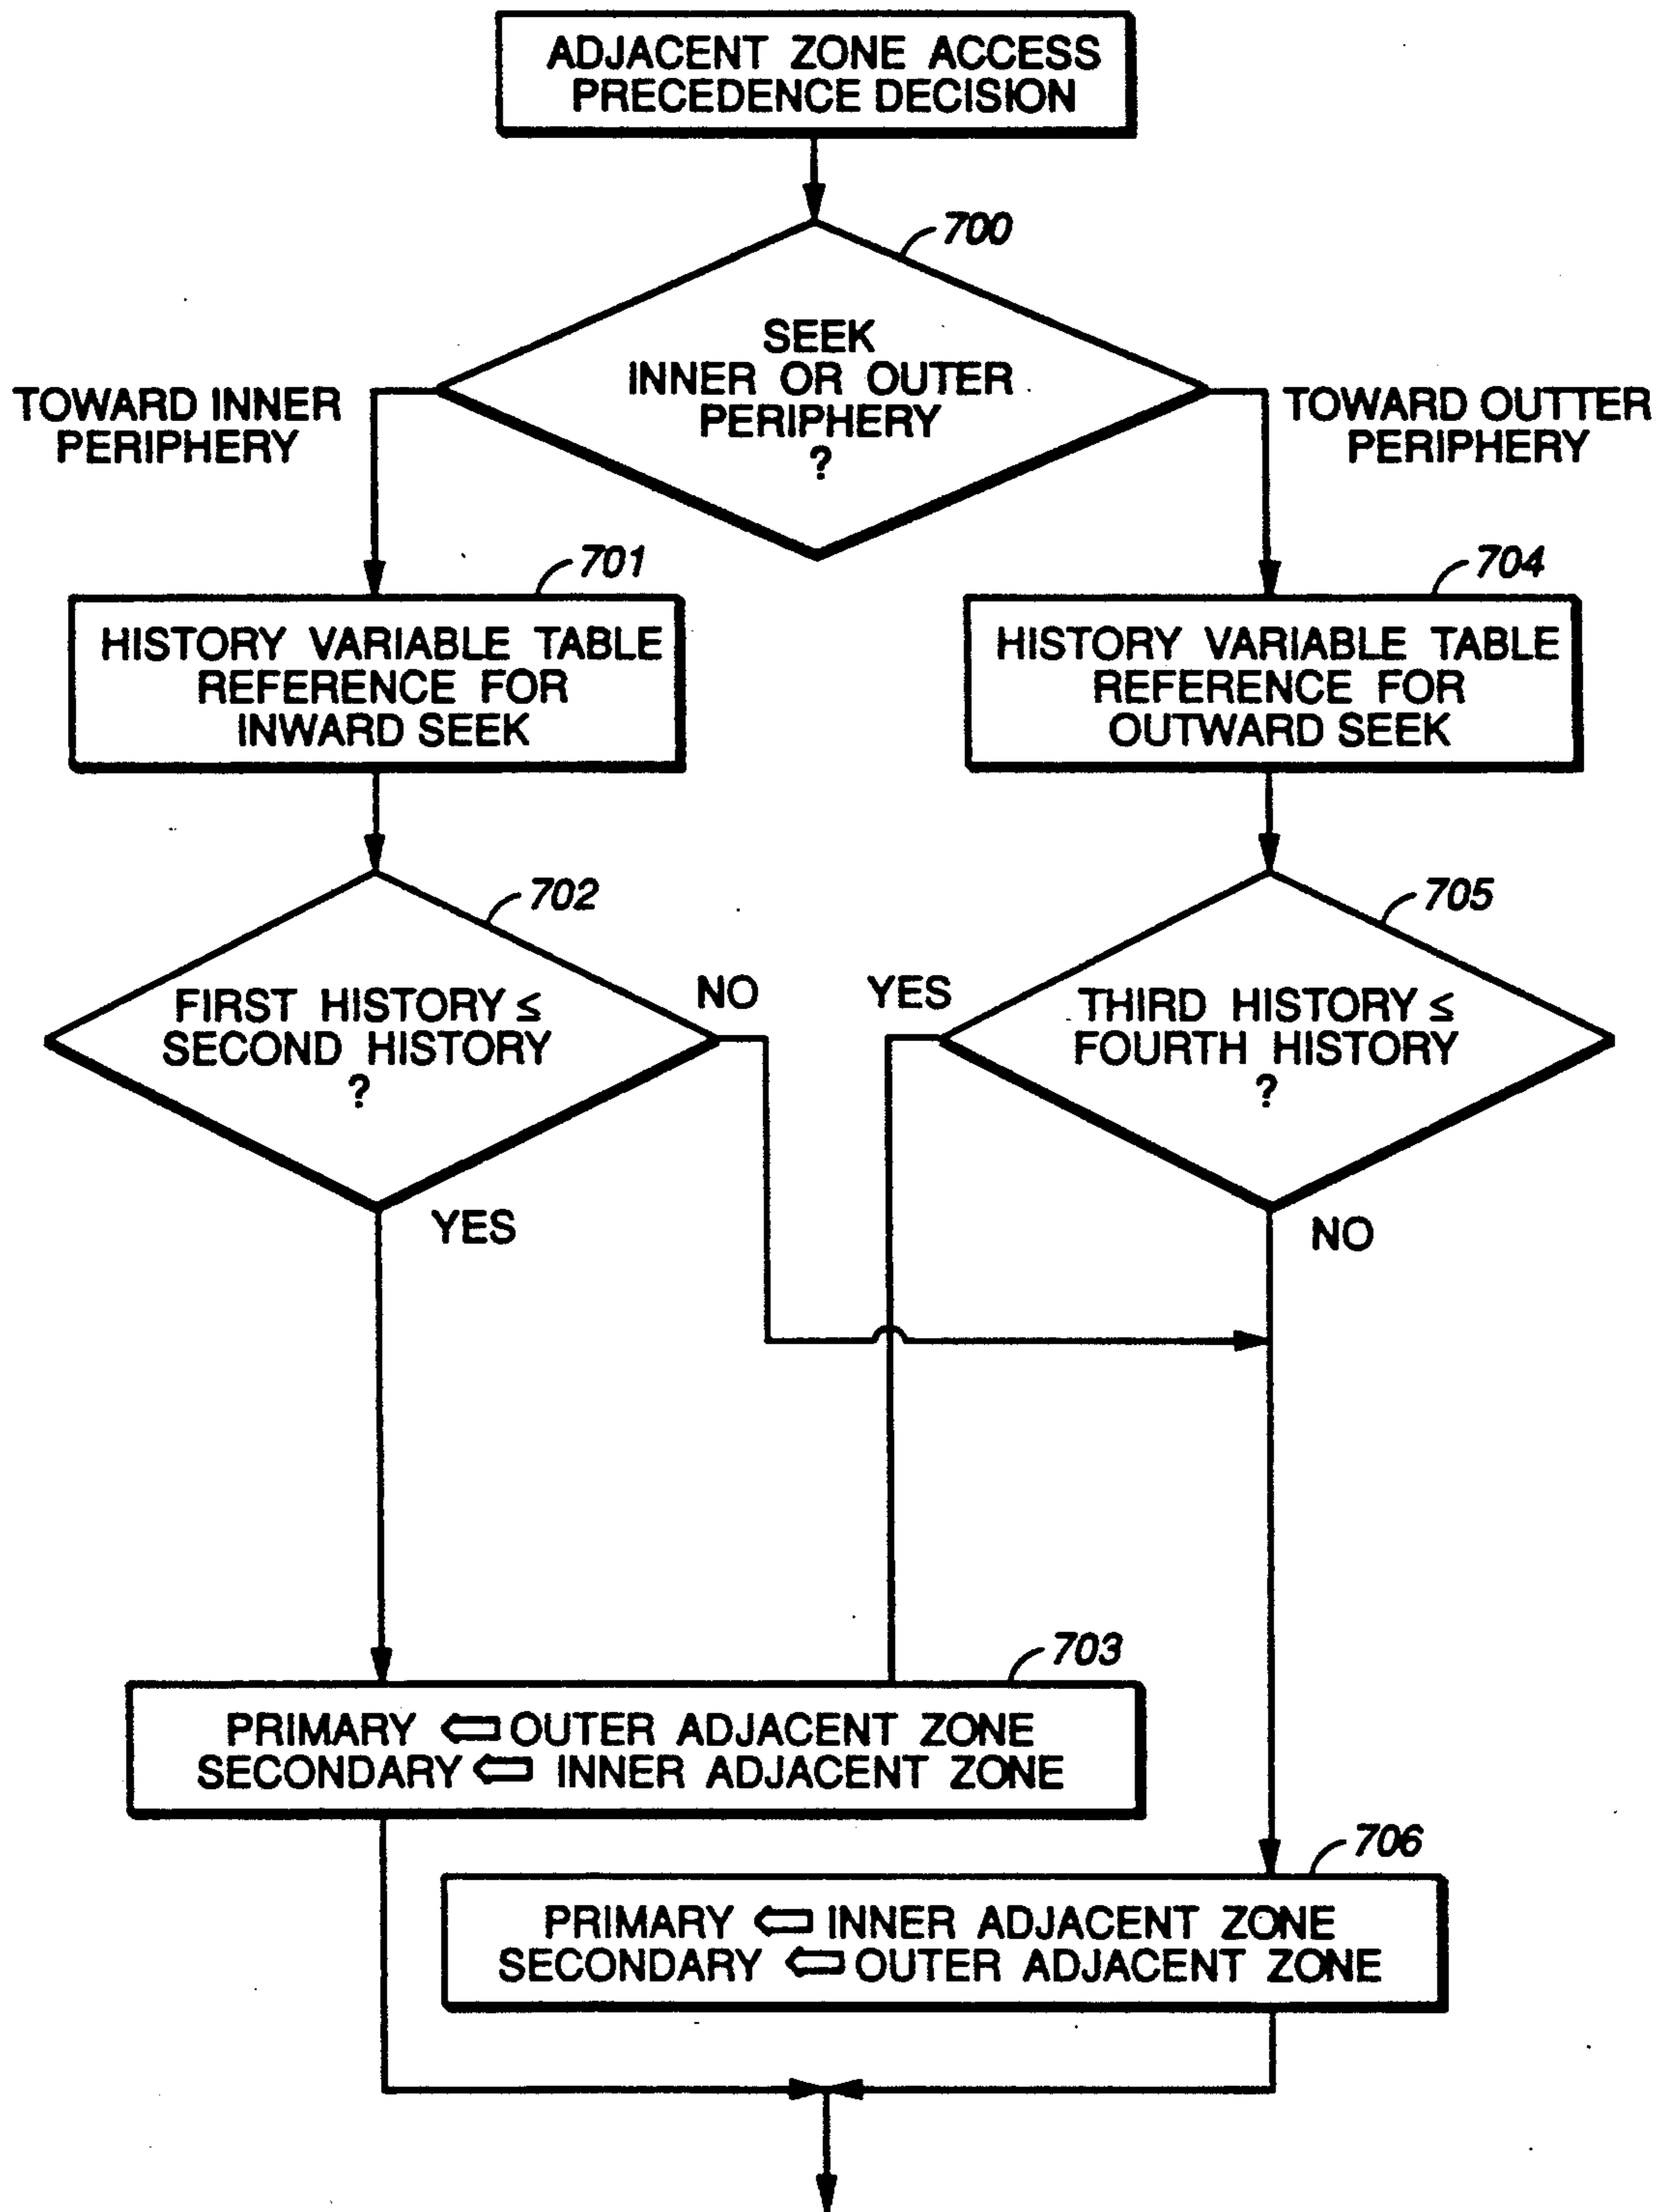 ADJACENT ZONE ACCESS
PRECEDENCE DECISION
700
SEEK
INNER OR OUTER
PERIPHERY
?
TOWARD INNER
PERIPHERY
TOWARD OUTTER
PERIPHERY
701
HISTORY VARIABLE TABLE
REFERENCE FOR
INWARD SEEK
704
HISTORY VARIABLE TABLE
REFERENCE FOR
OUTWARD SEEK
702
FIRST HISTORY ≤
SECOND HISTORY
?
NO
YES
705
THIRD HISTORY ≤
FOURTH HISTORY
?
YES
NO
703
PRIMARY ⇐ OUTER ADJACENT ZONE
SECONDARY ⇐ INNER ADJACENT ZONE
706
PRIMARY ⇐ INNER ADJACENT ZONE
SECONDARY ⇐ OUTER ADJACENT ZONE